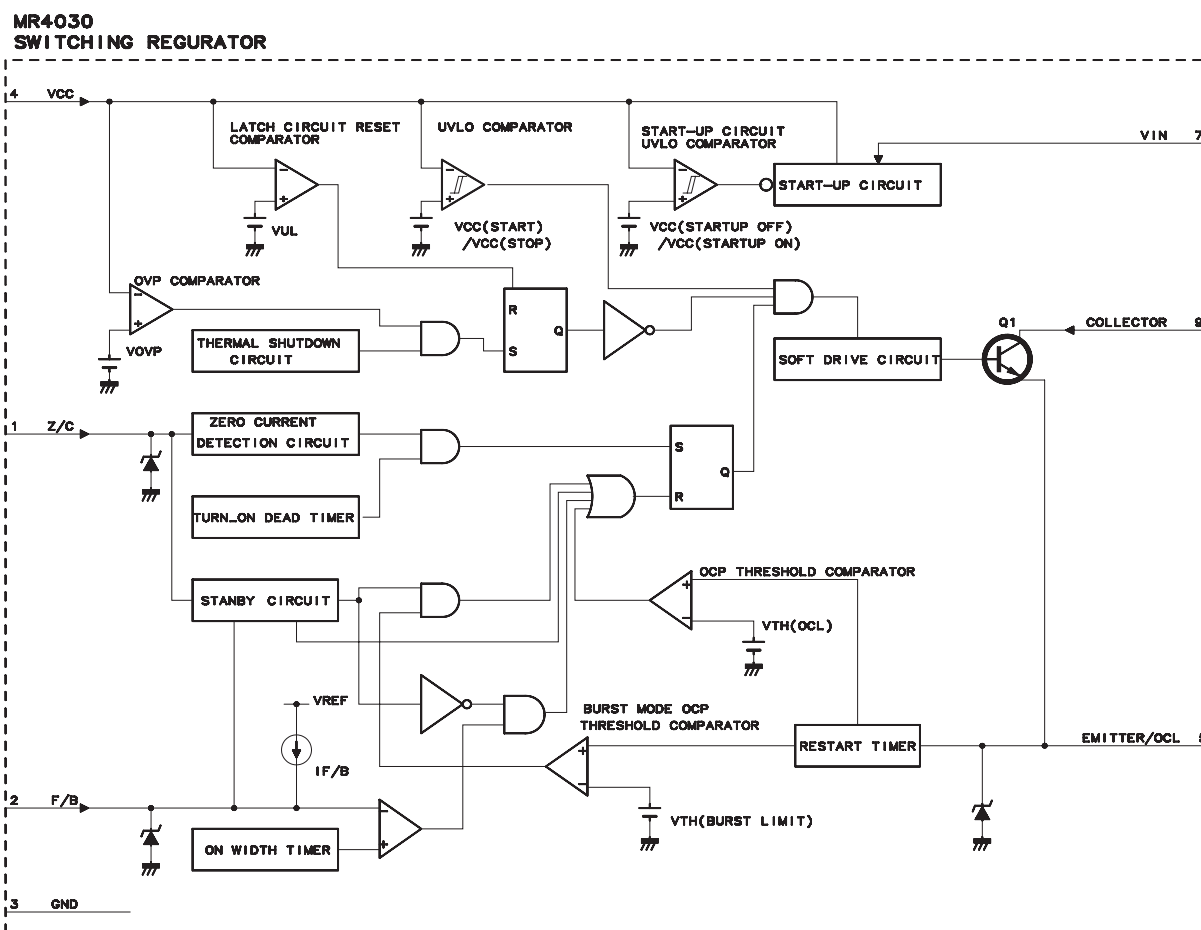 MR4030
SWITCHING REGURATOR
4 VCC
LATCH CIRCUIT RESET
COMPARATOR
UVLO COMPARATOR
START-UP CIRCUIT
UVLO COMPARATOR
VIN 7
START-UP CIRCUIT
VUL
VCC(START)
/VCC(STOP)
VCC(STARTUP OFF)
/VCC(STARTUP ON)
OVP COMPARATOR
VOVP
THERMAL SHUTDOWN
CIRCUIT
R
S
Q
Q1
COLLECTOR 9
SOFT DRIVE CIRCUIT
1 Z/C
ZERO CURRENT
DETECTION CIRCUIT
S
Q
R
TURN_ON DEAD TIMER
OCP THRESHOLD COMPARATOR
STANBY CIRCUIT
VTH(OCL)
VREF
BURST MODE OCP
THRESHOLD COMPARATOR
RESTART TIMER
EMITTER/OCL
IF/B
2 F/B
VTH(BURST LIMIT)
ON WIDTH TIMER
3 GND